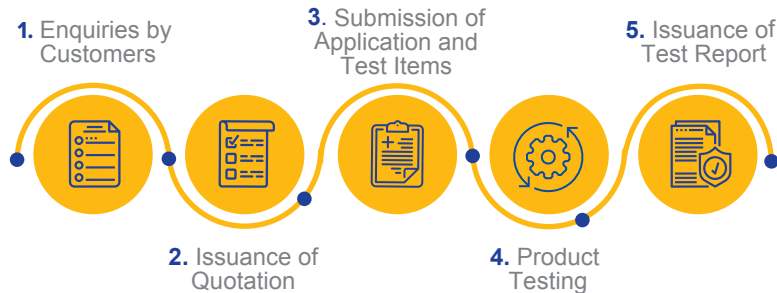 1. Enquiries by
Customers
2. Issuance of
Quotation
3. Submission of
Application and
Test Items
4. Product
Testing
5. Issuance of
Test Report